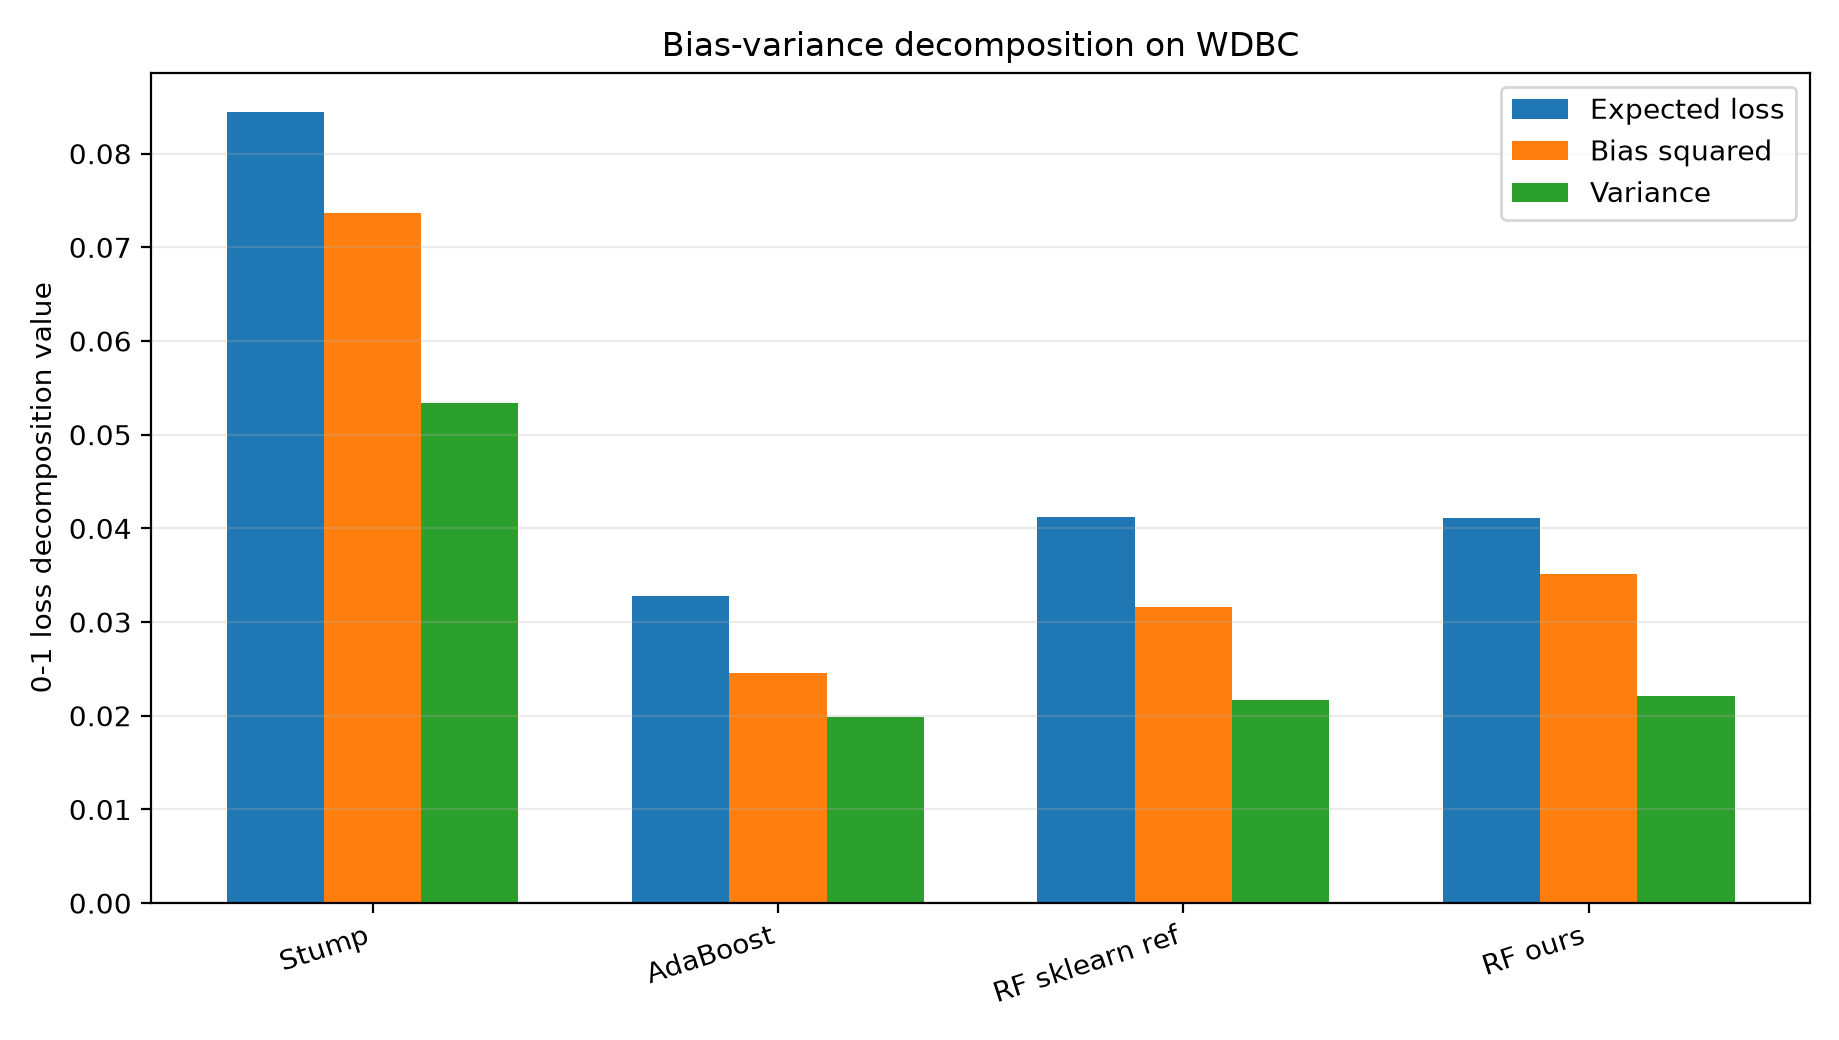 Bias-variance decomposition on WDBC
Expected loss
Bias squared
Variance
0-1 loss decomposition value
0.08
0.07
0.06
0.05
0.04
0.03
0.02
0.01
0.00
Stump
AdaBoost
RF sklearn ref
RF ours